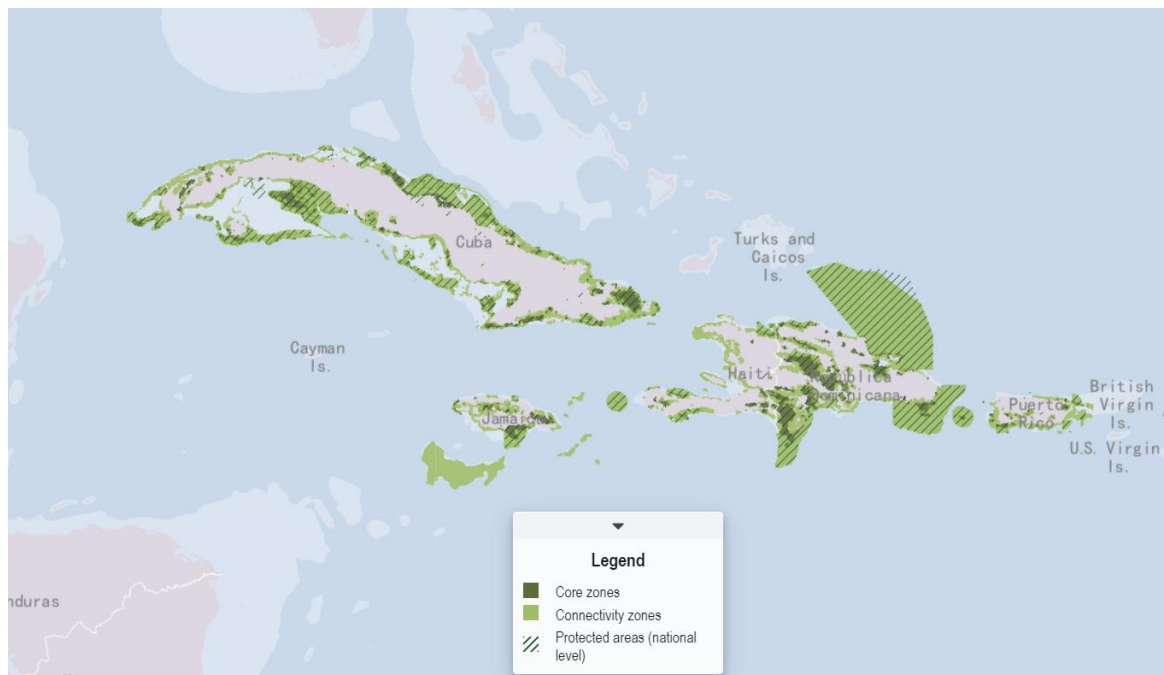 Turks and
Caicos
Is.
Cuba
Cayman
Is.
Haiti
República
Dominicana
Jamaica
Puerto
Rico
British
Virgin
Is.
U.S. Virgin
Is.
nduras
Legend
Core zones
Connectivity zones
Protected areas (national
level)